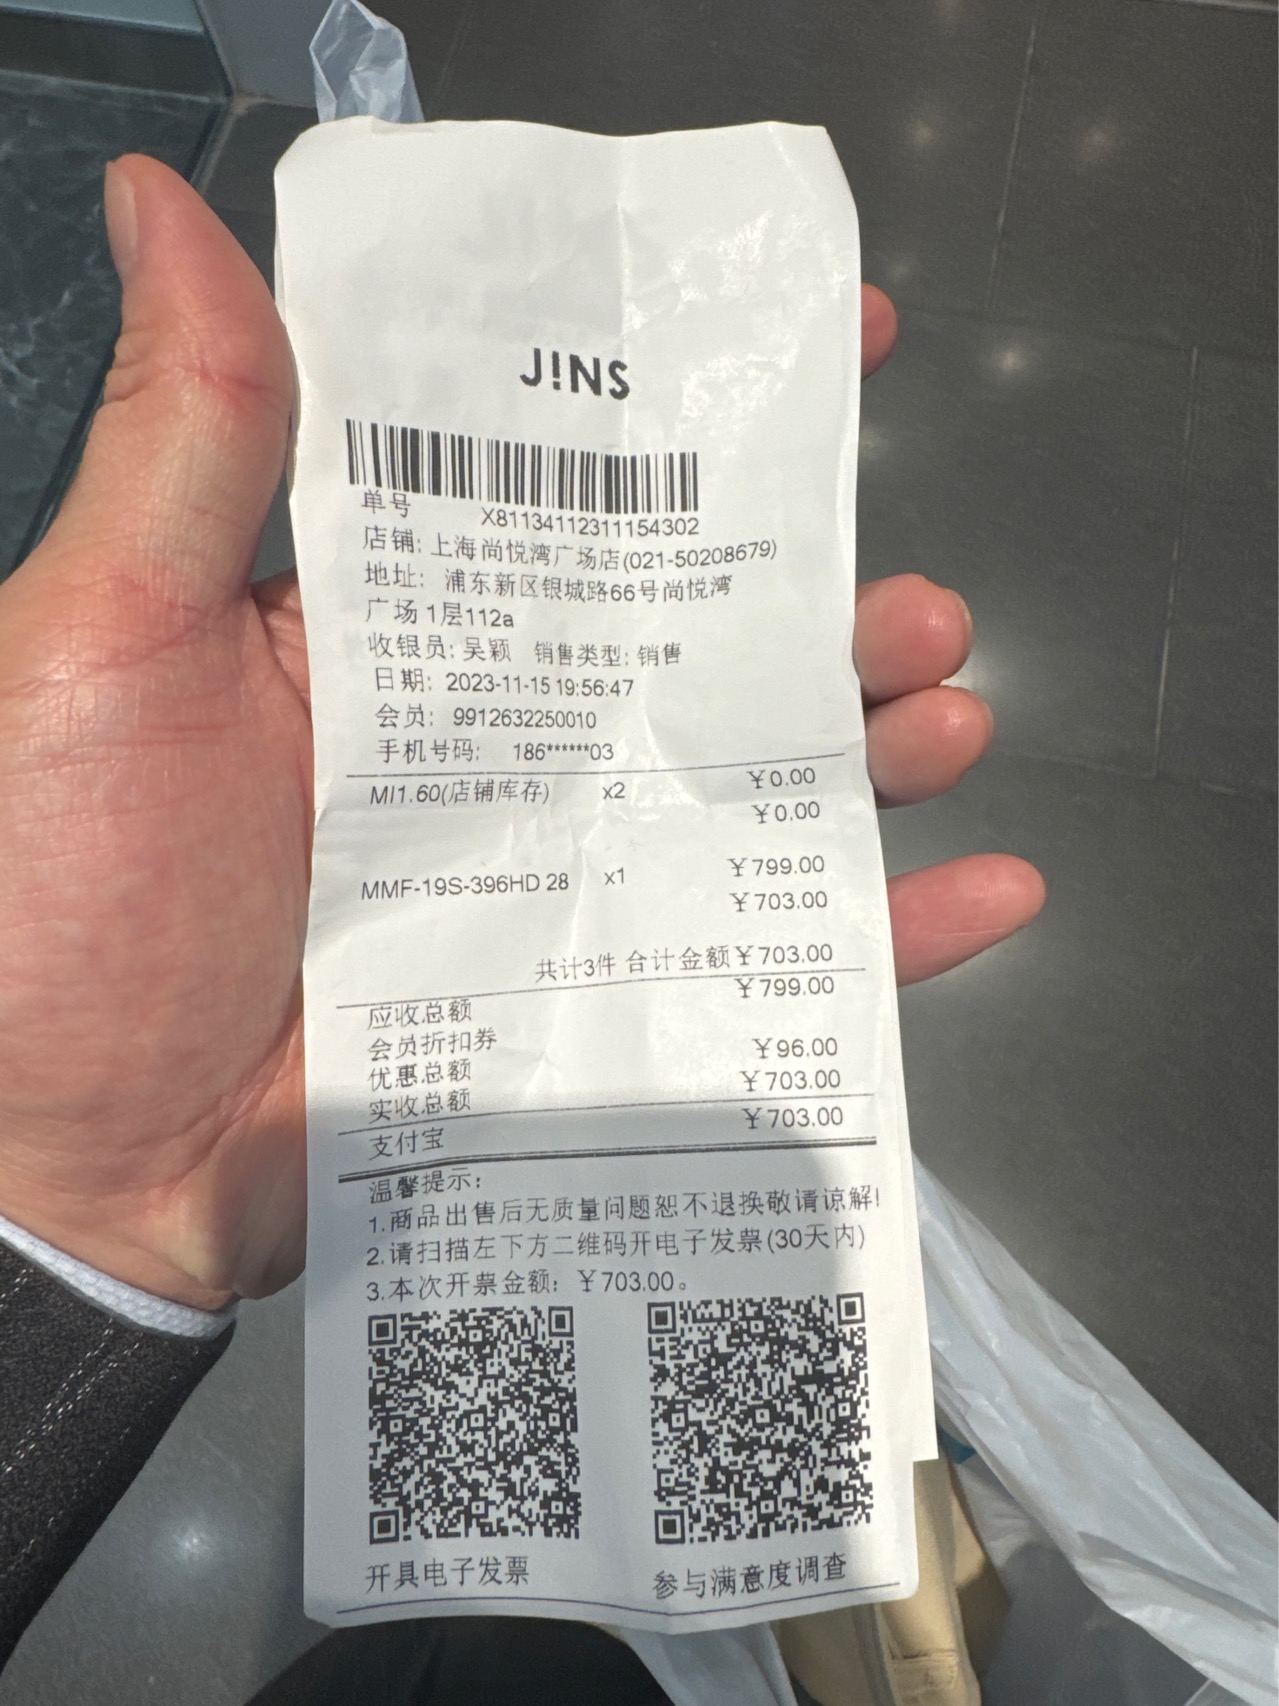 J!NS
单号 X81134112311154302
店铺: 上海尚悦湾广场店(021-50208679)
地址: 浦东新区银城路66号尚悦湾
广场 1层112a
收银员: 吴颖 销售类型: 销售
日期: 2023-11-15 19:56:47
会员: 9912632250010
手机号码: 186******03
MI1.60(店铺库存) x2 ¥0.00
¥0.00
MMF-19S-396HD 28 x1 ¥799.00
¥703.00
共计3件 合计金额¥703.00
应收总额 ¥799.00
会员折扣券
优惠总额 ¥96.00
实收总额 ¥703.00
支付宝 ¥703.00
温馨提示:
1.商品出售后无质量问题恕不退换敬请谅解!
2.请扫描左下方二维码开电子发票(30天内)
3.本次开票金额: ¥703.00。
开具电子发票 参与满意度调查